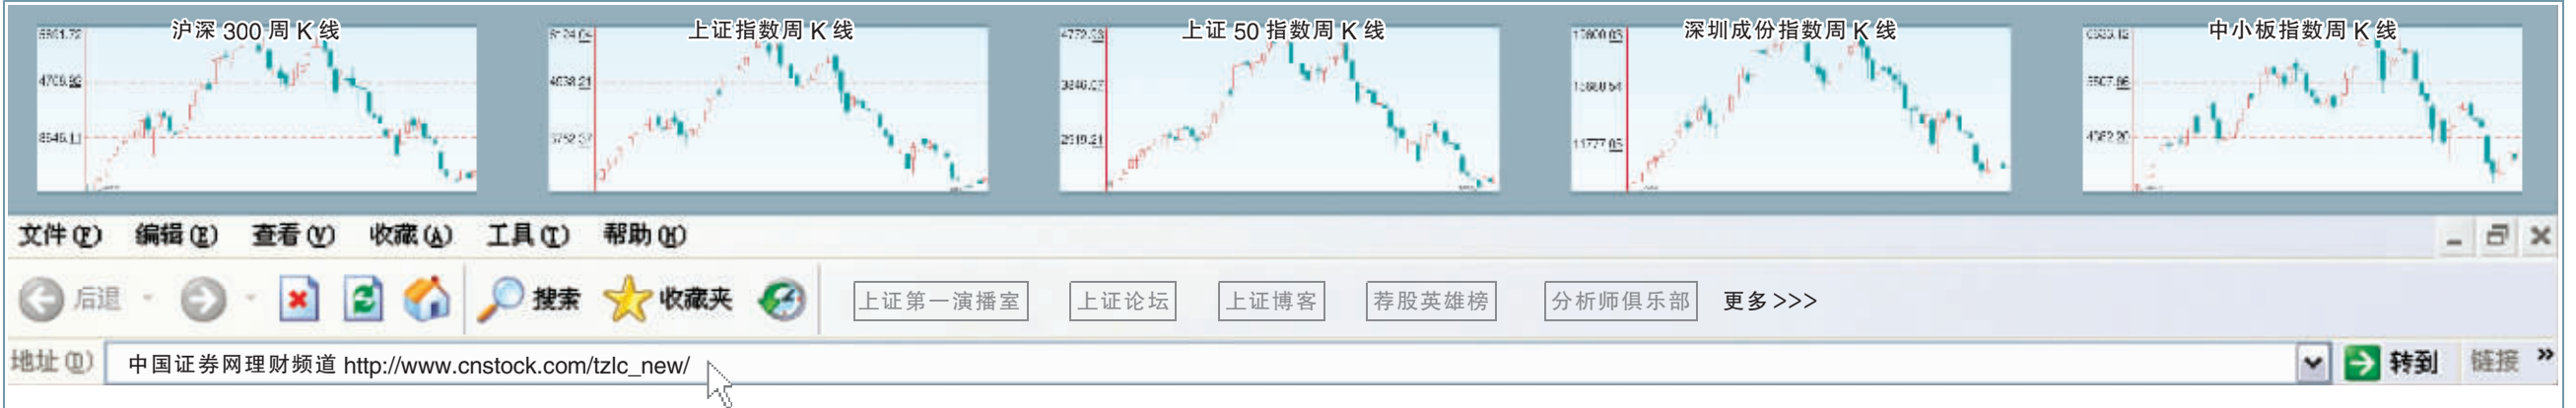 沪深 300 周 K 线
上证指数周 K 线
上证 50 指数周 K 线
深圳成份指数周 K 线
中小板指数周 K 线
文件(F) 编辑(E) 查看(V) 收藏(A) 工具(T) 帮助(H)
后退 搜索 收藏夹 上证第一演播室 上证论坛 上证博客 荐股英雄榜 分析师俱乐部 更多>>>
地址(D) 中国证券网理财频道 http://www.cnstock.com/tzlc_new/ 转到 链接 »